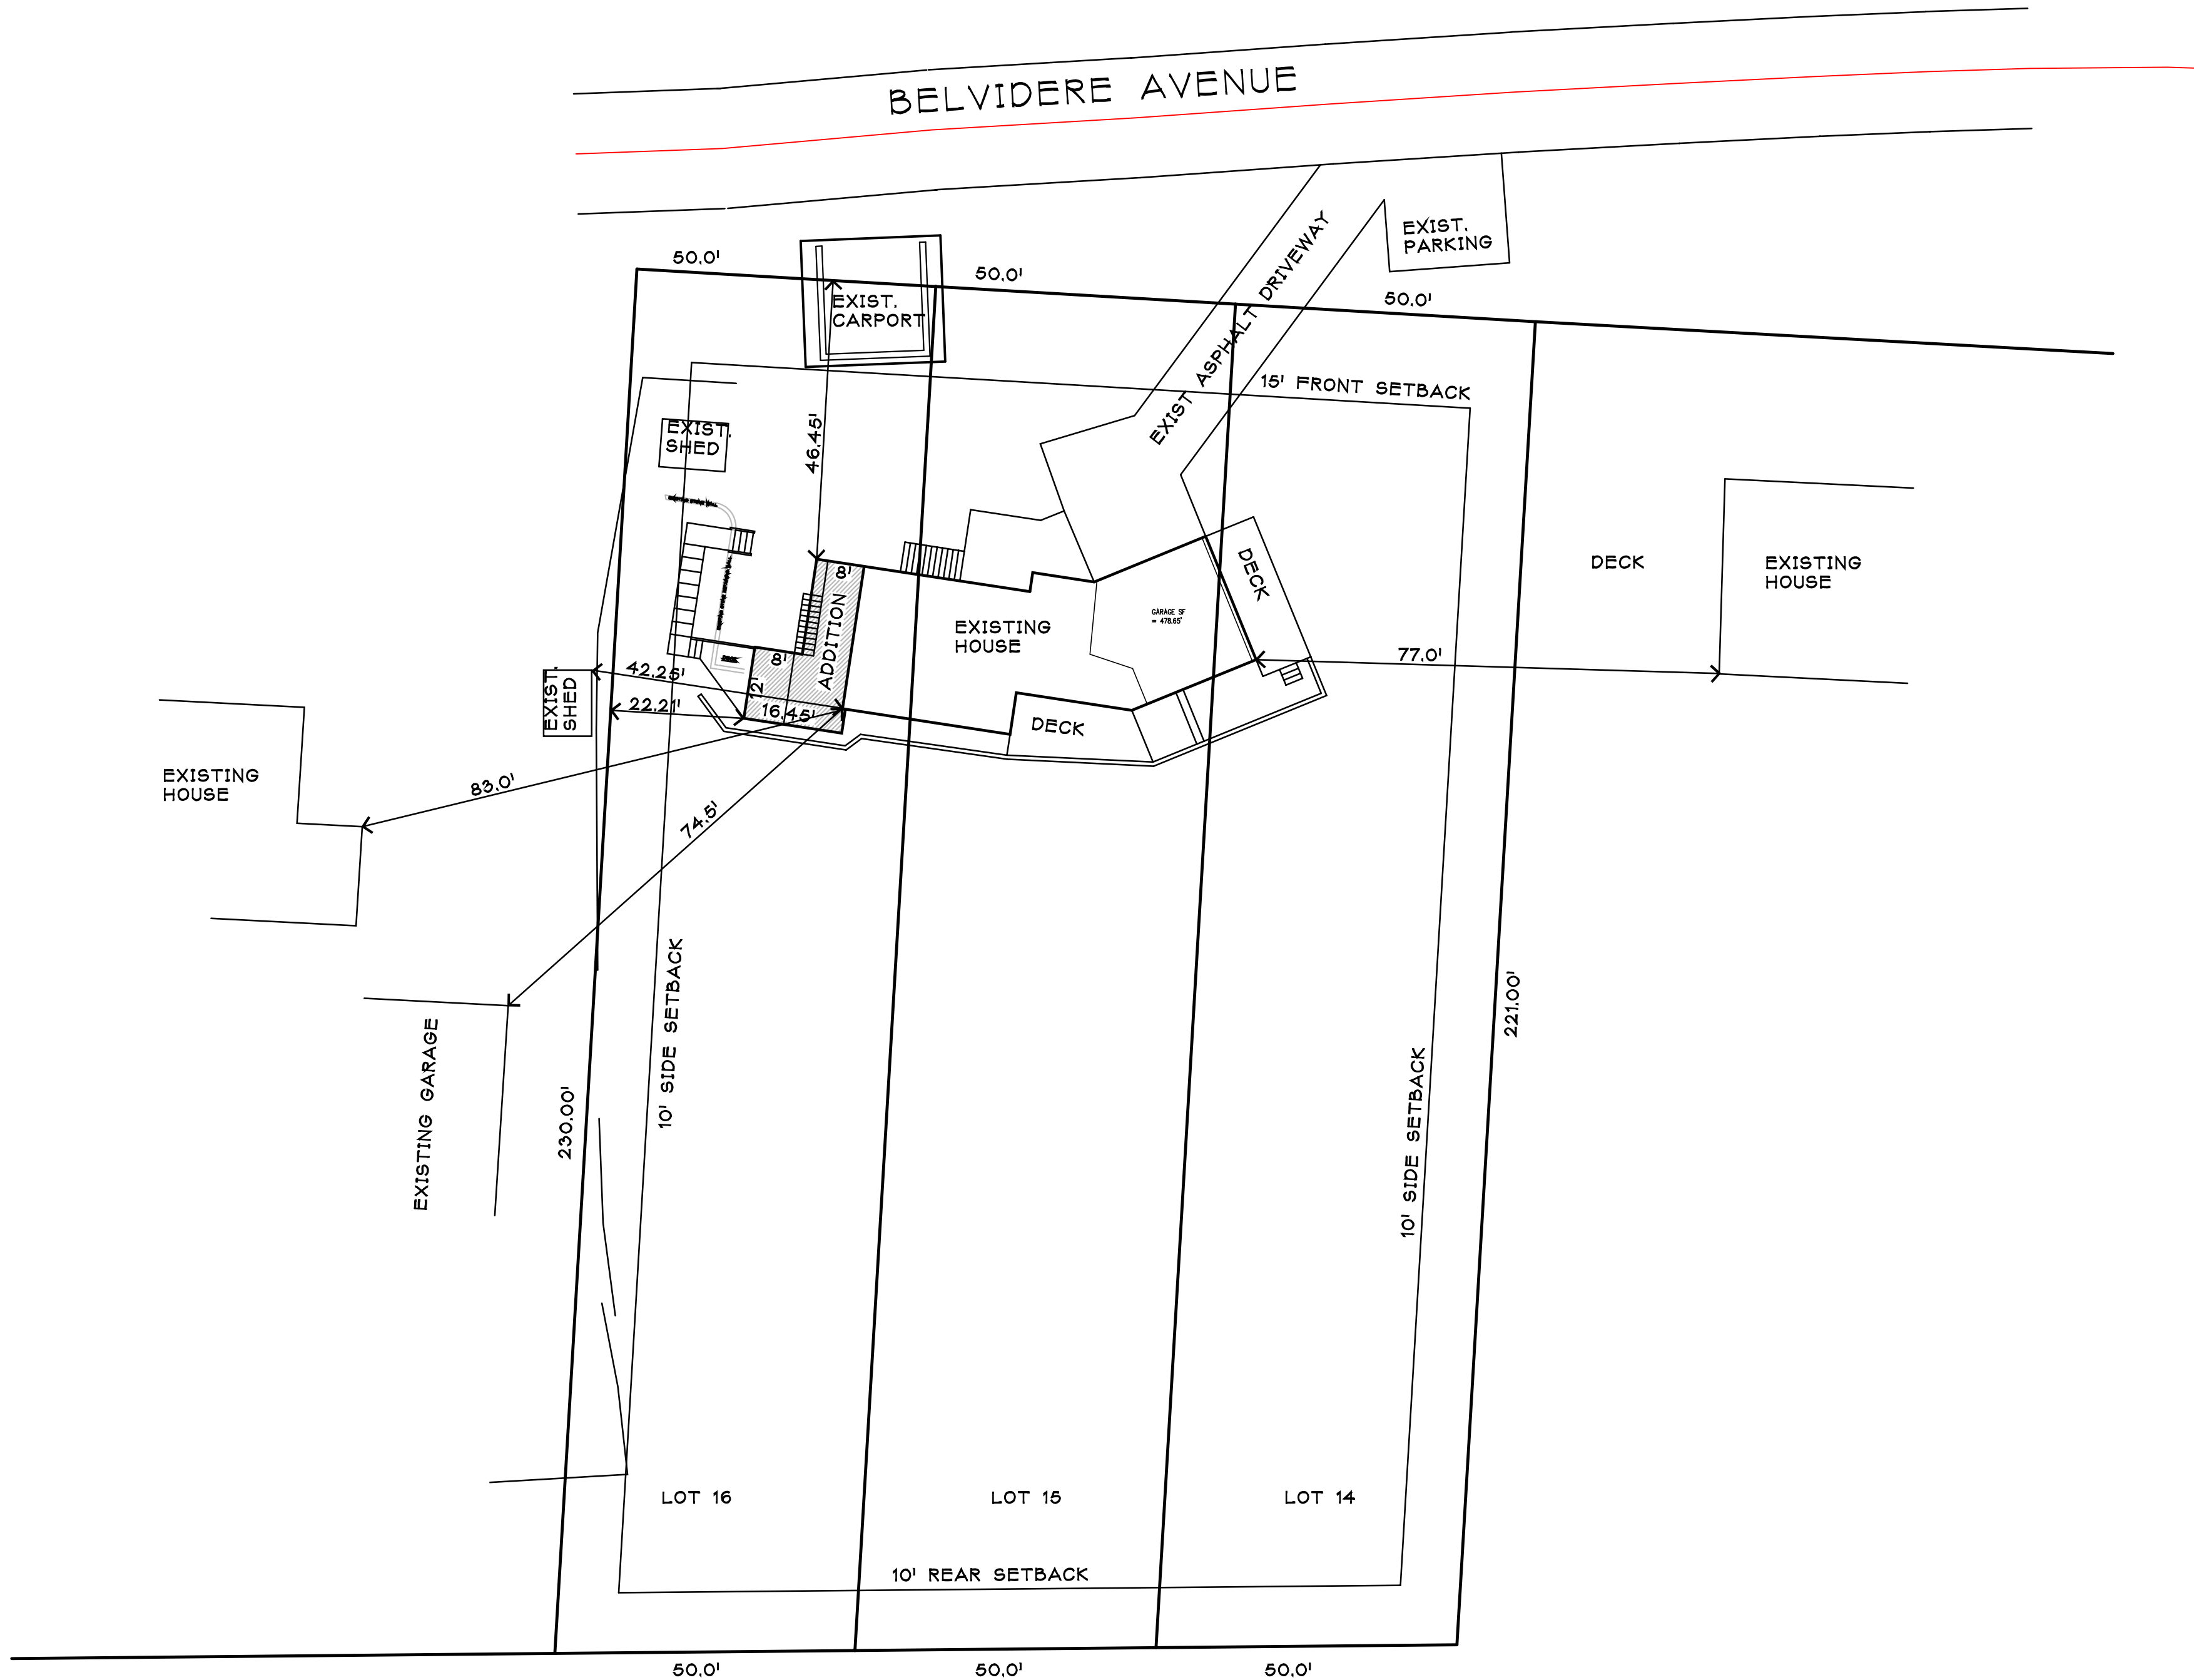 BELVIDERE AVENUE
EXIST.
PARKING
50.0'
50.0'
50.0'
EXIST.
CARPORT
EXIST ASPHALT DRIVEWAY
15' FRONT SETBACK
EXIST.
SHED
46.45'
8'
ADDITION
DECK
DECK
EXISTING
HOUSE
GARAGE SF
= 478.65'
EXISTING
HOUSE
8'
12'
16.45'
42.25'
22.21'
77.0'
EXIST.
SHED
DECK
EXISTING
HOUSE
83.0'
74.5'
10' SIDE SETBACK
221.00'
EXISTING GARAGE
230.00'
10' SIDE SETBACK
LOT 16
LOT 15
LOT 14
10' REAR SETBACK
50.0'
50.0'
50.0'